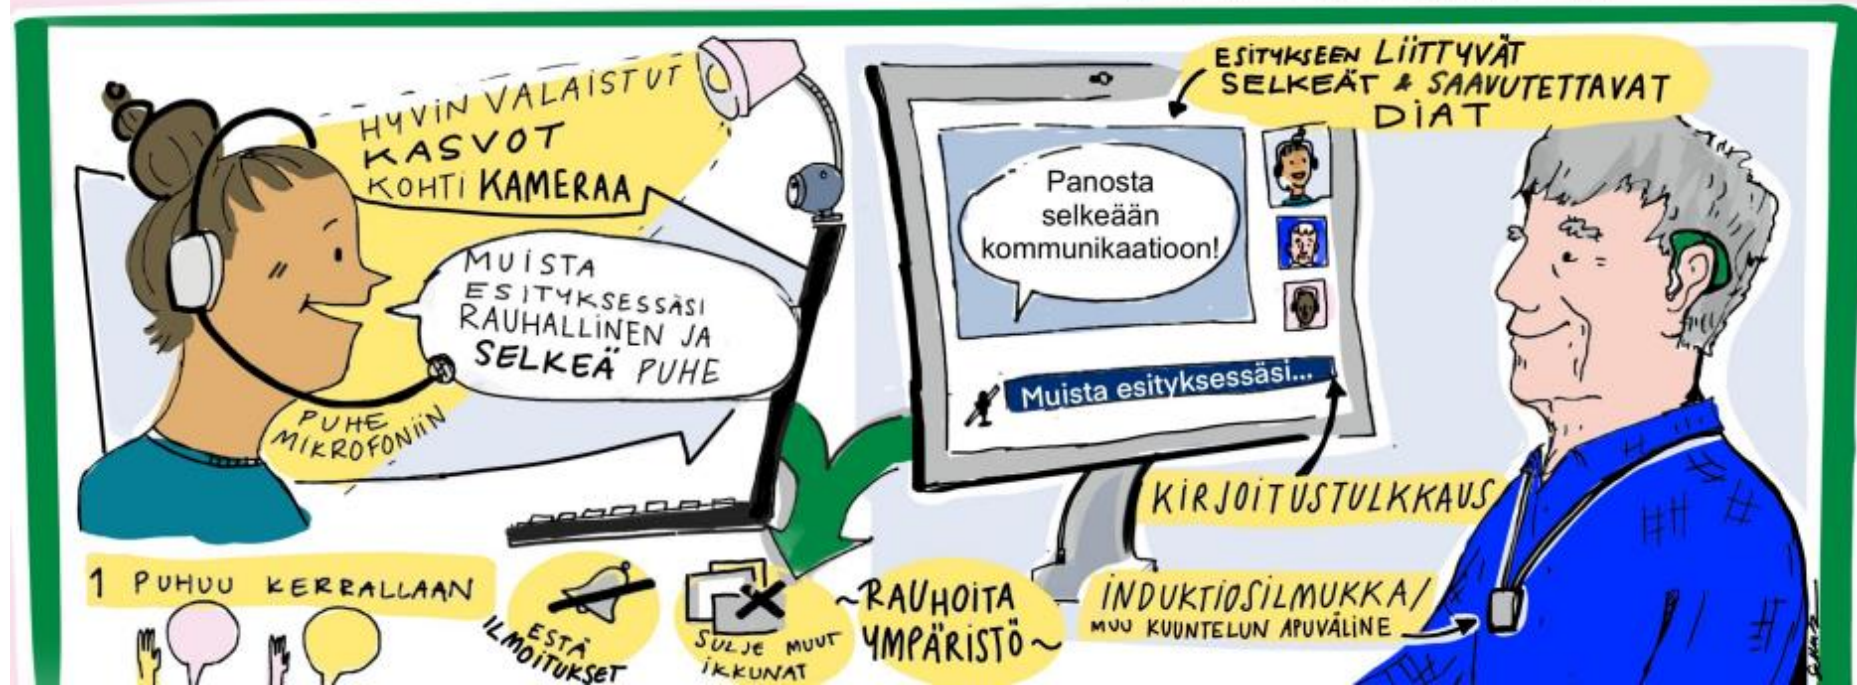 HYVIN VALAISTUT
KASVOT
KOHTI KAMERAA
MUISTA
ESITYKSESSÄSI
RAUHALLINEN JA
SELKEÄ PUHE
PUHE
MIKROFONIIN
ESITYKSEEN LIITTYVÄT
SELKEÄT & SAAVUTETTAVAT
DIAT
Panosta
selkeään
kommunikaatioon!
Muista esityksessäsi...
KIRJOITUSTULKKAUS
INDUKTIOSILMUKKA/
MUU KUUNTELUN APUVÄLINE
1 PUHUU KERRALLAAN
ESTÄ
ILMOITUKSET
SULJE MUUT
IKKUNAT
~RAUHOITA
YMPÄRISTÖ~